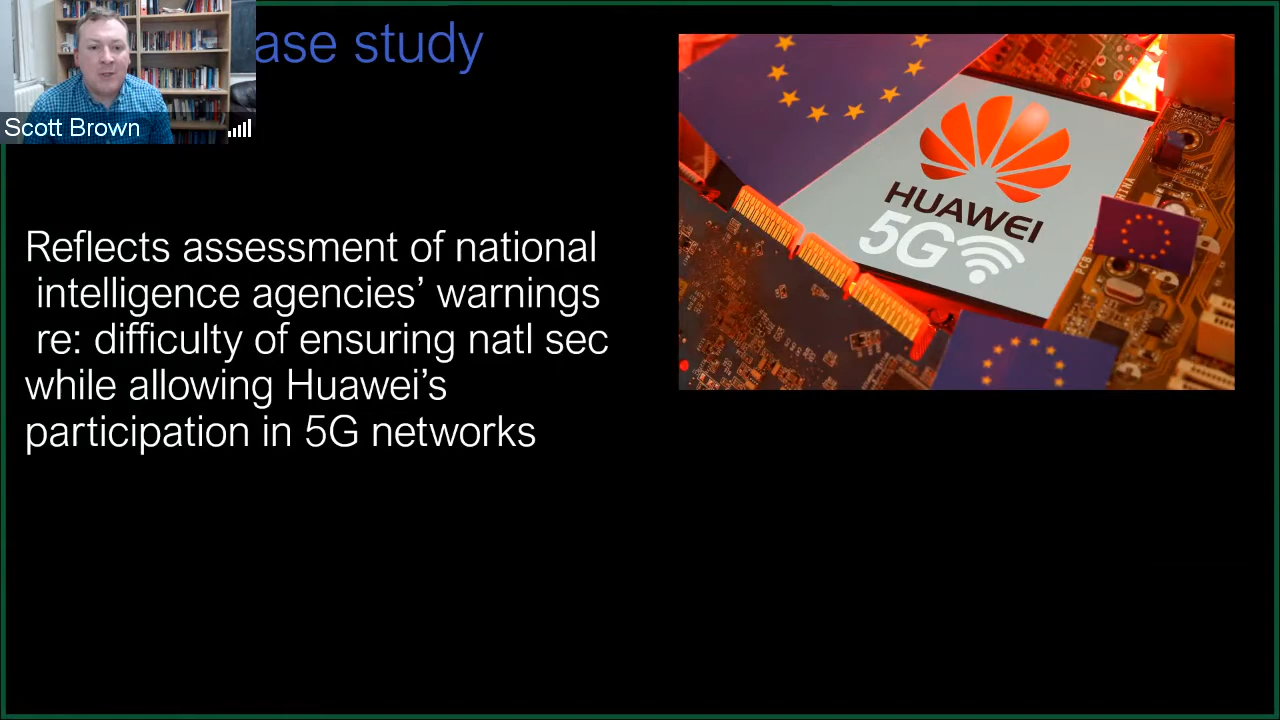 ase study
Scott Brown
Reflects assessment of national
intelligence agencies’ warnings
re: difficulty of ensuring natl sec
while allowing Huawei’s
participation in 5G networks
HUAWEI
5G